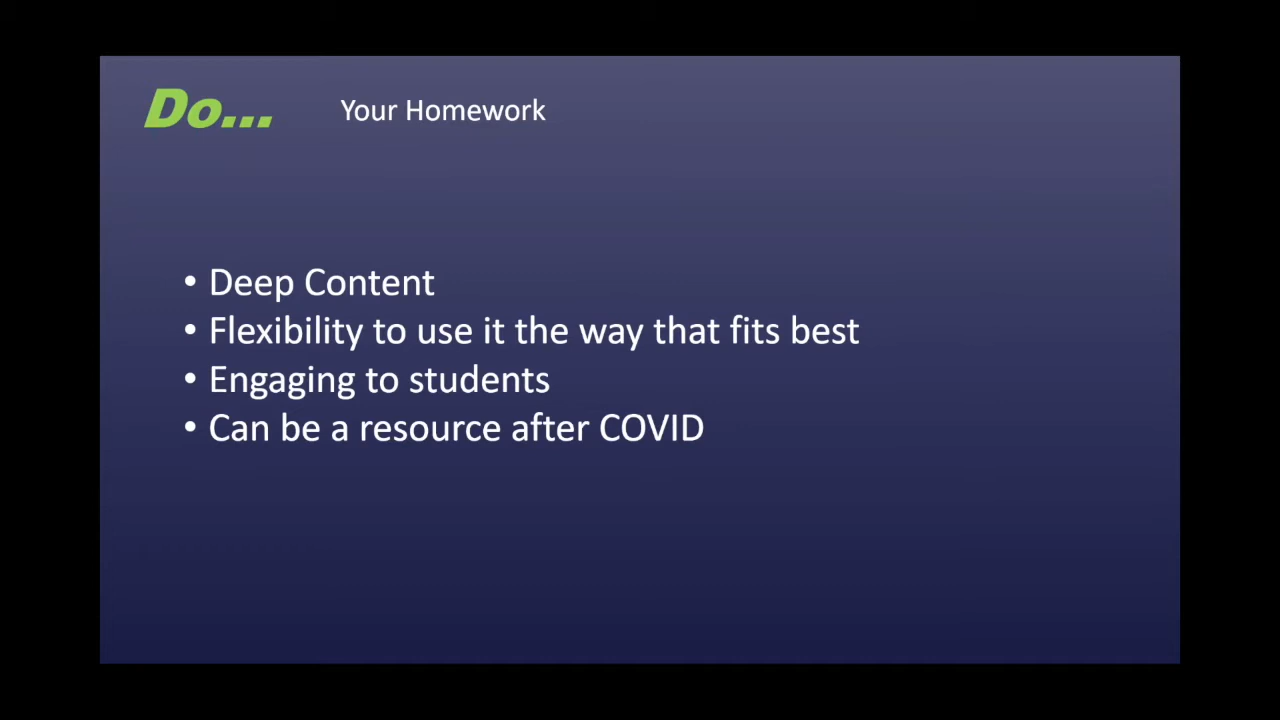 Do... Your Homework
• Deep Content
• Flexibility to use it the way that fits best
• Engaging to students
• Can be a resource after COVID